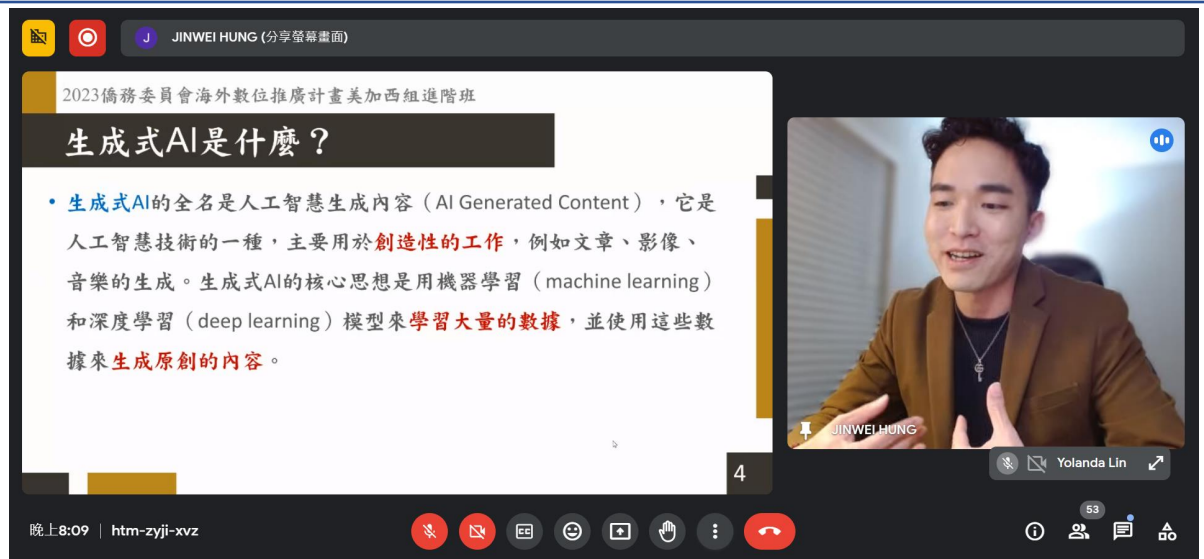 J JINWEI HUNG (分享螢幕畫面)
2023僑務委員會海外數位推廣計畫美加西組進階班
生成式AI是什麼？
• 生成式AI的全名是人工智慧生成內容（AI Generated Content），它是
人工智慧技術的一種，主要用於創造性的工作，例如文章、影像、
音樂的生成。生成式AI的核心思想是用機器學習（machine learning）
和深度學習（deep learning）模型來學習大量的數據，並使用這些數
據來生成原創的內容。
4
JINWEI HUNG
Yolanda Lin
晚上8:09 | htm-zyji-xvz
CC
53